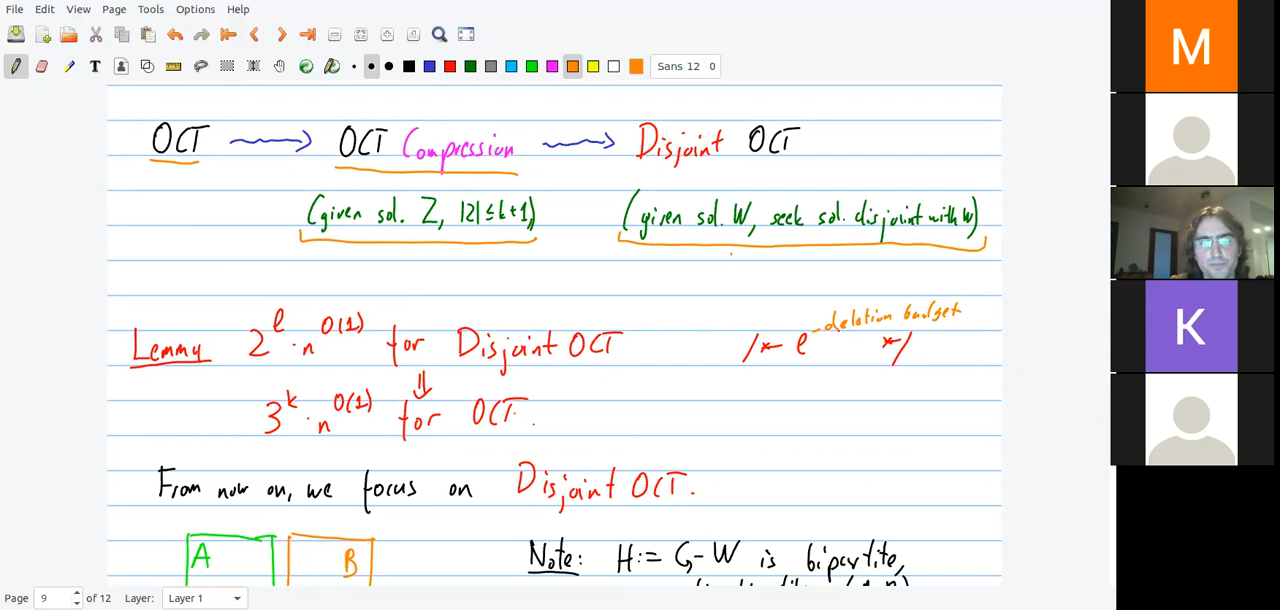 File Edit View Page Tools Options Help
Sans 12 0
OCT → OCT Compression → Disjoint OCT
(given sol. Z, |Z| ≤ k+1,) (given sol. W, seek sol. disjoint with W)
Lemma 2^ℓ · n^O(1) for Disjoint OCT /* ℓ - deletion budget */
⇓
3^k · n^O(1) for OCT.
From now on, we focus on Disjoint OCT.
A B Note: H := G-W is bipartite,
Page 9 of 12 Layer: Layer 1
M
K